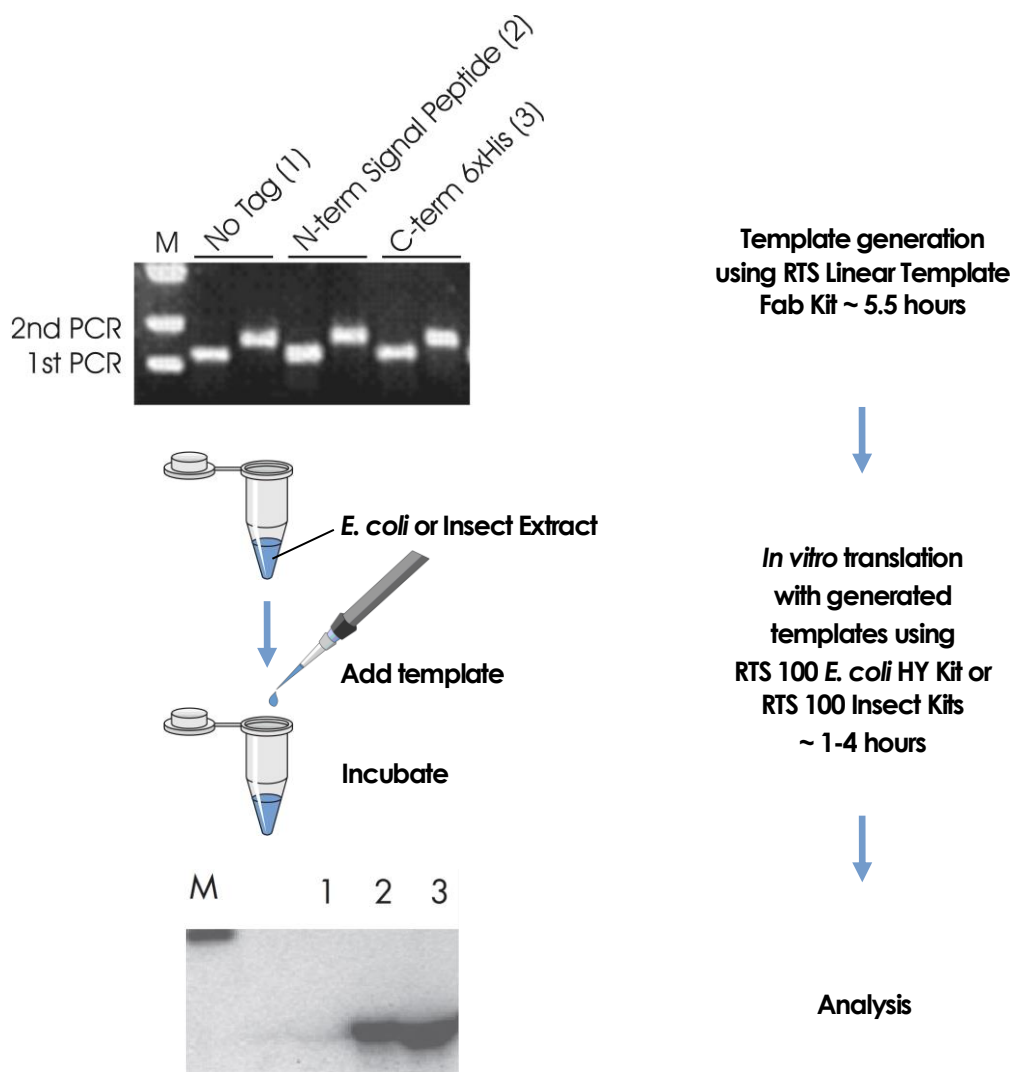 No Tag (1)
N-term Signal Peptide (2)
C-term 6xHis (3)
M
2nd PCR
1st PCR
Template generation
using RTS Linear Template
Fab Kit ~ 5.5 hours
E. coli or Insect Extract
Add template
Incubate
In vitro translation
with generated
templates using
RTS 100 E. coli HY Kit or
RTS 100 Insect Kits
~ 1-4 hours
M 1 2 3
Analysis